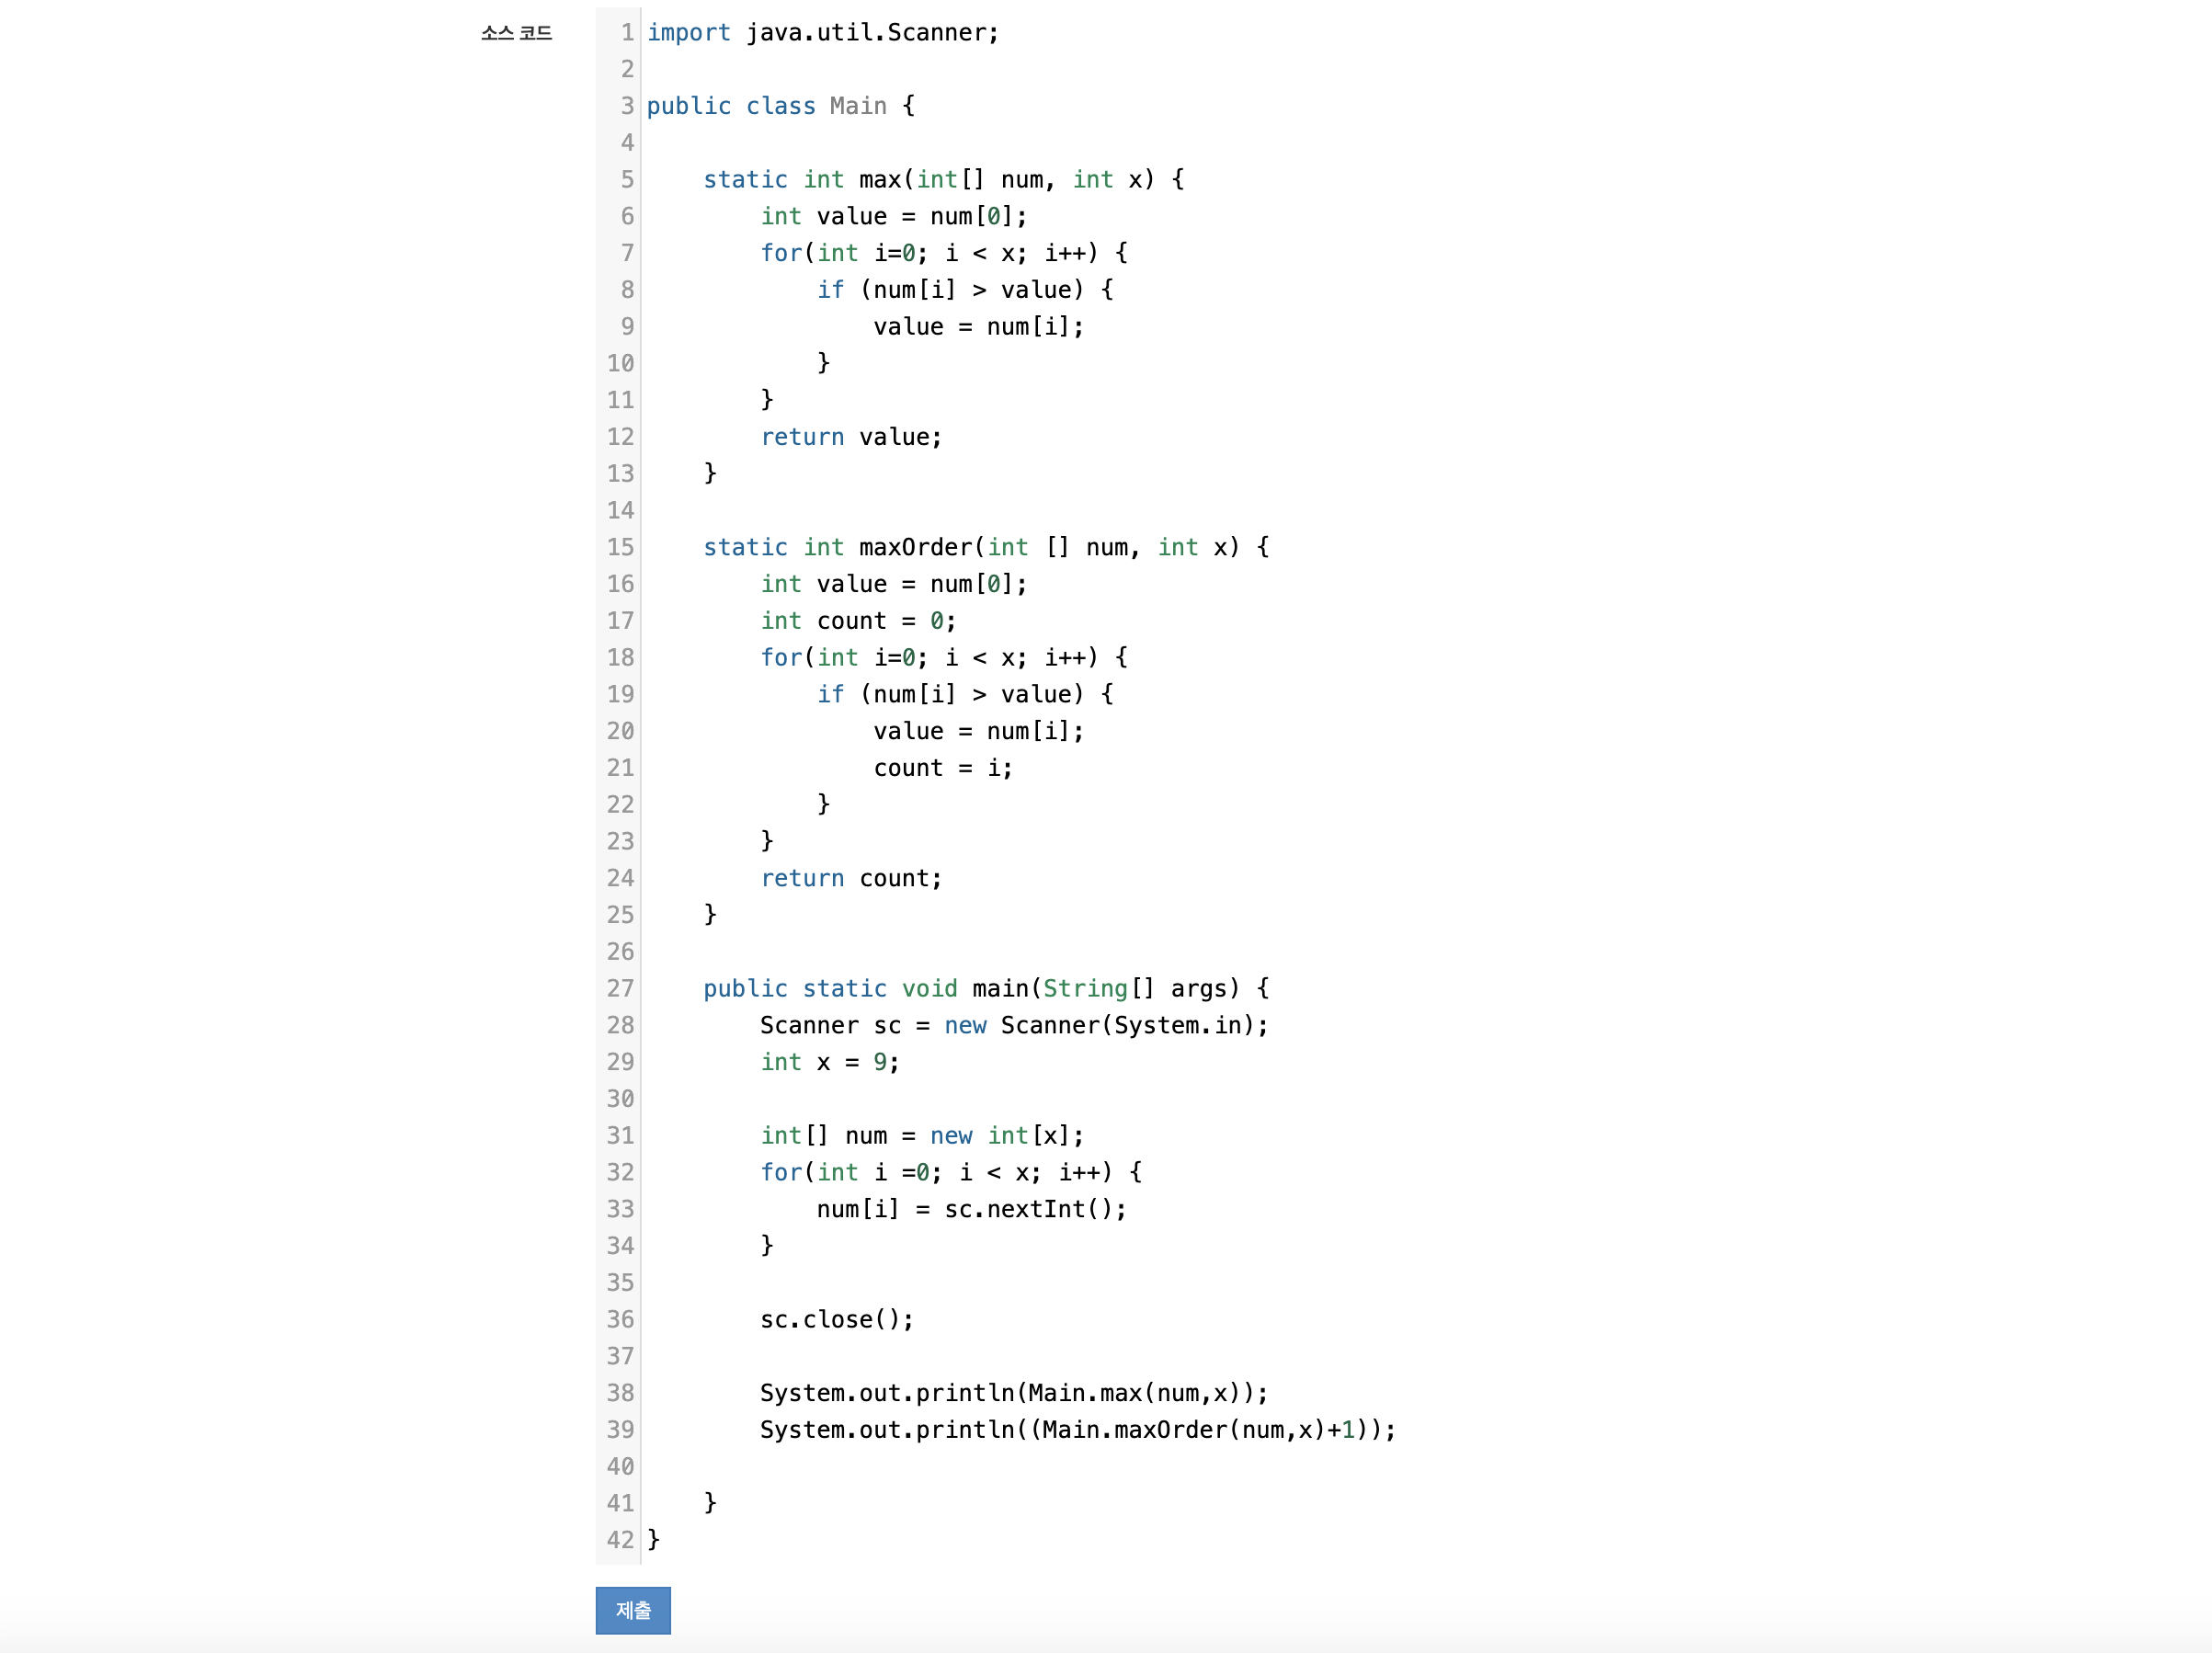 소스 코드
1 import java.util.Scanner;
2
3 public class Main {
4
5     static int max(int[] num, int x) {
6         int value = num[0];
7         for(int i=0; i < x; i++) {
8             if (num[i] > value) {
9                 value = num[i];
10             }
11         }
12         return value;
13     }
14
15     static int maxOrder(int [] num, int x) {
16         int value = num[0];
17         int count = 0;
18         for(int i=0; i < x; i++) {
19             if (num[i] > value) {
20                 value = num[i];
21                 count = i;
22             }
23         }
24         return count;
25     }
26
27     public static void main(String[] args) {
28         Scanner sc = new Scanner(System.in);
29         int x = 9;
30
31         int[] num = new int[x];
32         for(int i =0; i < x; i++) {
33             num[i] = sc.nextInt();
34         }
35
36         sc.close();
37
38         System.out.println(Main.max(num,x));
39         System.out.println((Main.maxOrder(num,x)+1));
40
41     }
42 }
제출